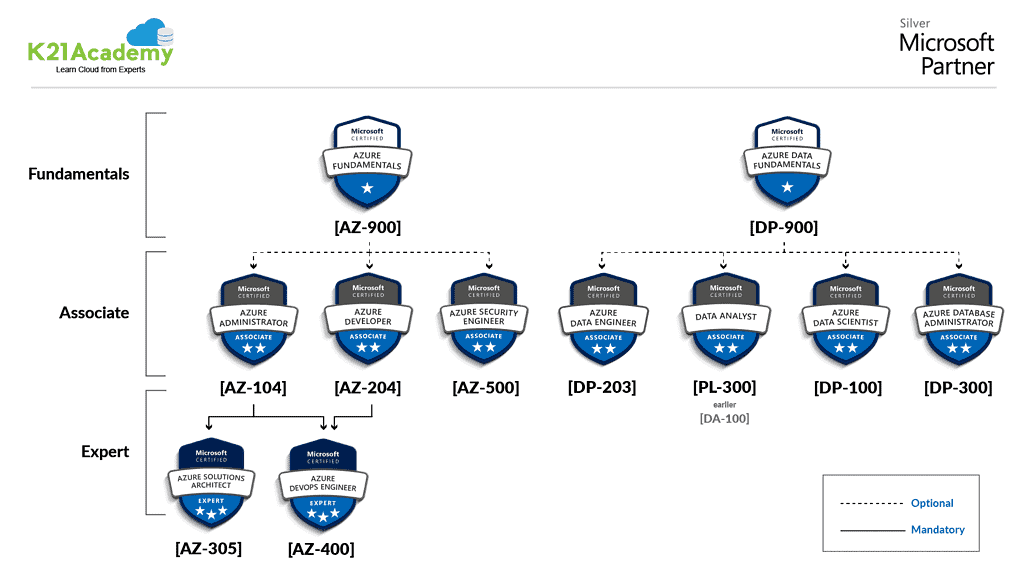 K21Academy
Learn Cloud from Experts
Silver
Microsoft
Partner
Fundamentals
Microsoft
CERTIFIED
AZURE
FUNDAMENTALS
[AZ-900]
Microsoft
CERTIFIED
AZURE DATA
FUNDAMENTALS
[DP-900]
Associate
Microsoft
CERTIFIED
AZURE
ADMINISTRATOR
ASSOCIATE
[AZ-104]
Microsoft
CERTIFIED
AZURE
DEVELOPER
ASSOCIATE
[AZ-204]
Microsoft
CERTIFIED
AZURE SECURITY
ENGINEER
ASSOCIATE
[AZ-500]
Microsoft
CERTIFIED
AZURE
DATA ENGINEER
ASSOCIATE
[DP-203]
Microsoft
CERTIFIED
DATA ANALYST
ASSOCIATE
[PL-300]
earlier
[DA-100]
Microsoft
CERTIFIED
AZURE
DATA SCIENTIST
ASSOCIATE
[DP-100]
Microsoft
CERTIFIED
AZURE DATABASE
ADMINISTRATOR
ASSOCIATE
[DP-300]
Expert
Microsoft
CERTIFIED
AZURE SOLUTIONS
ARCHITECT
EXPERT
[AZ-305]
Microsoft
CERTIFIED
AZURE
DEVOPS ENGINEER
EXPERT
[AZ-400]
Optional
Mandatory